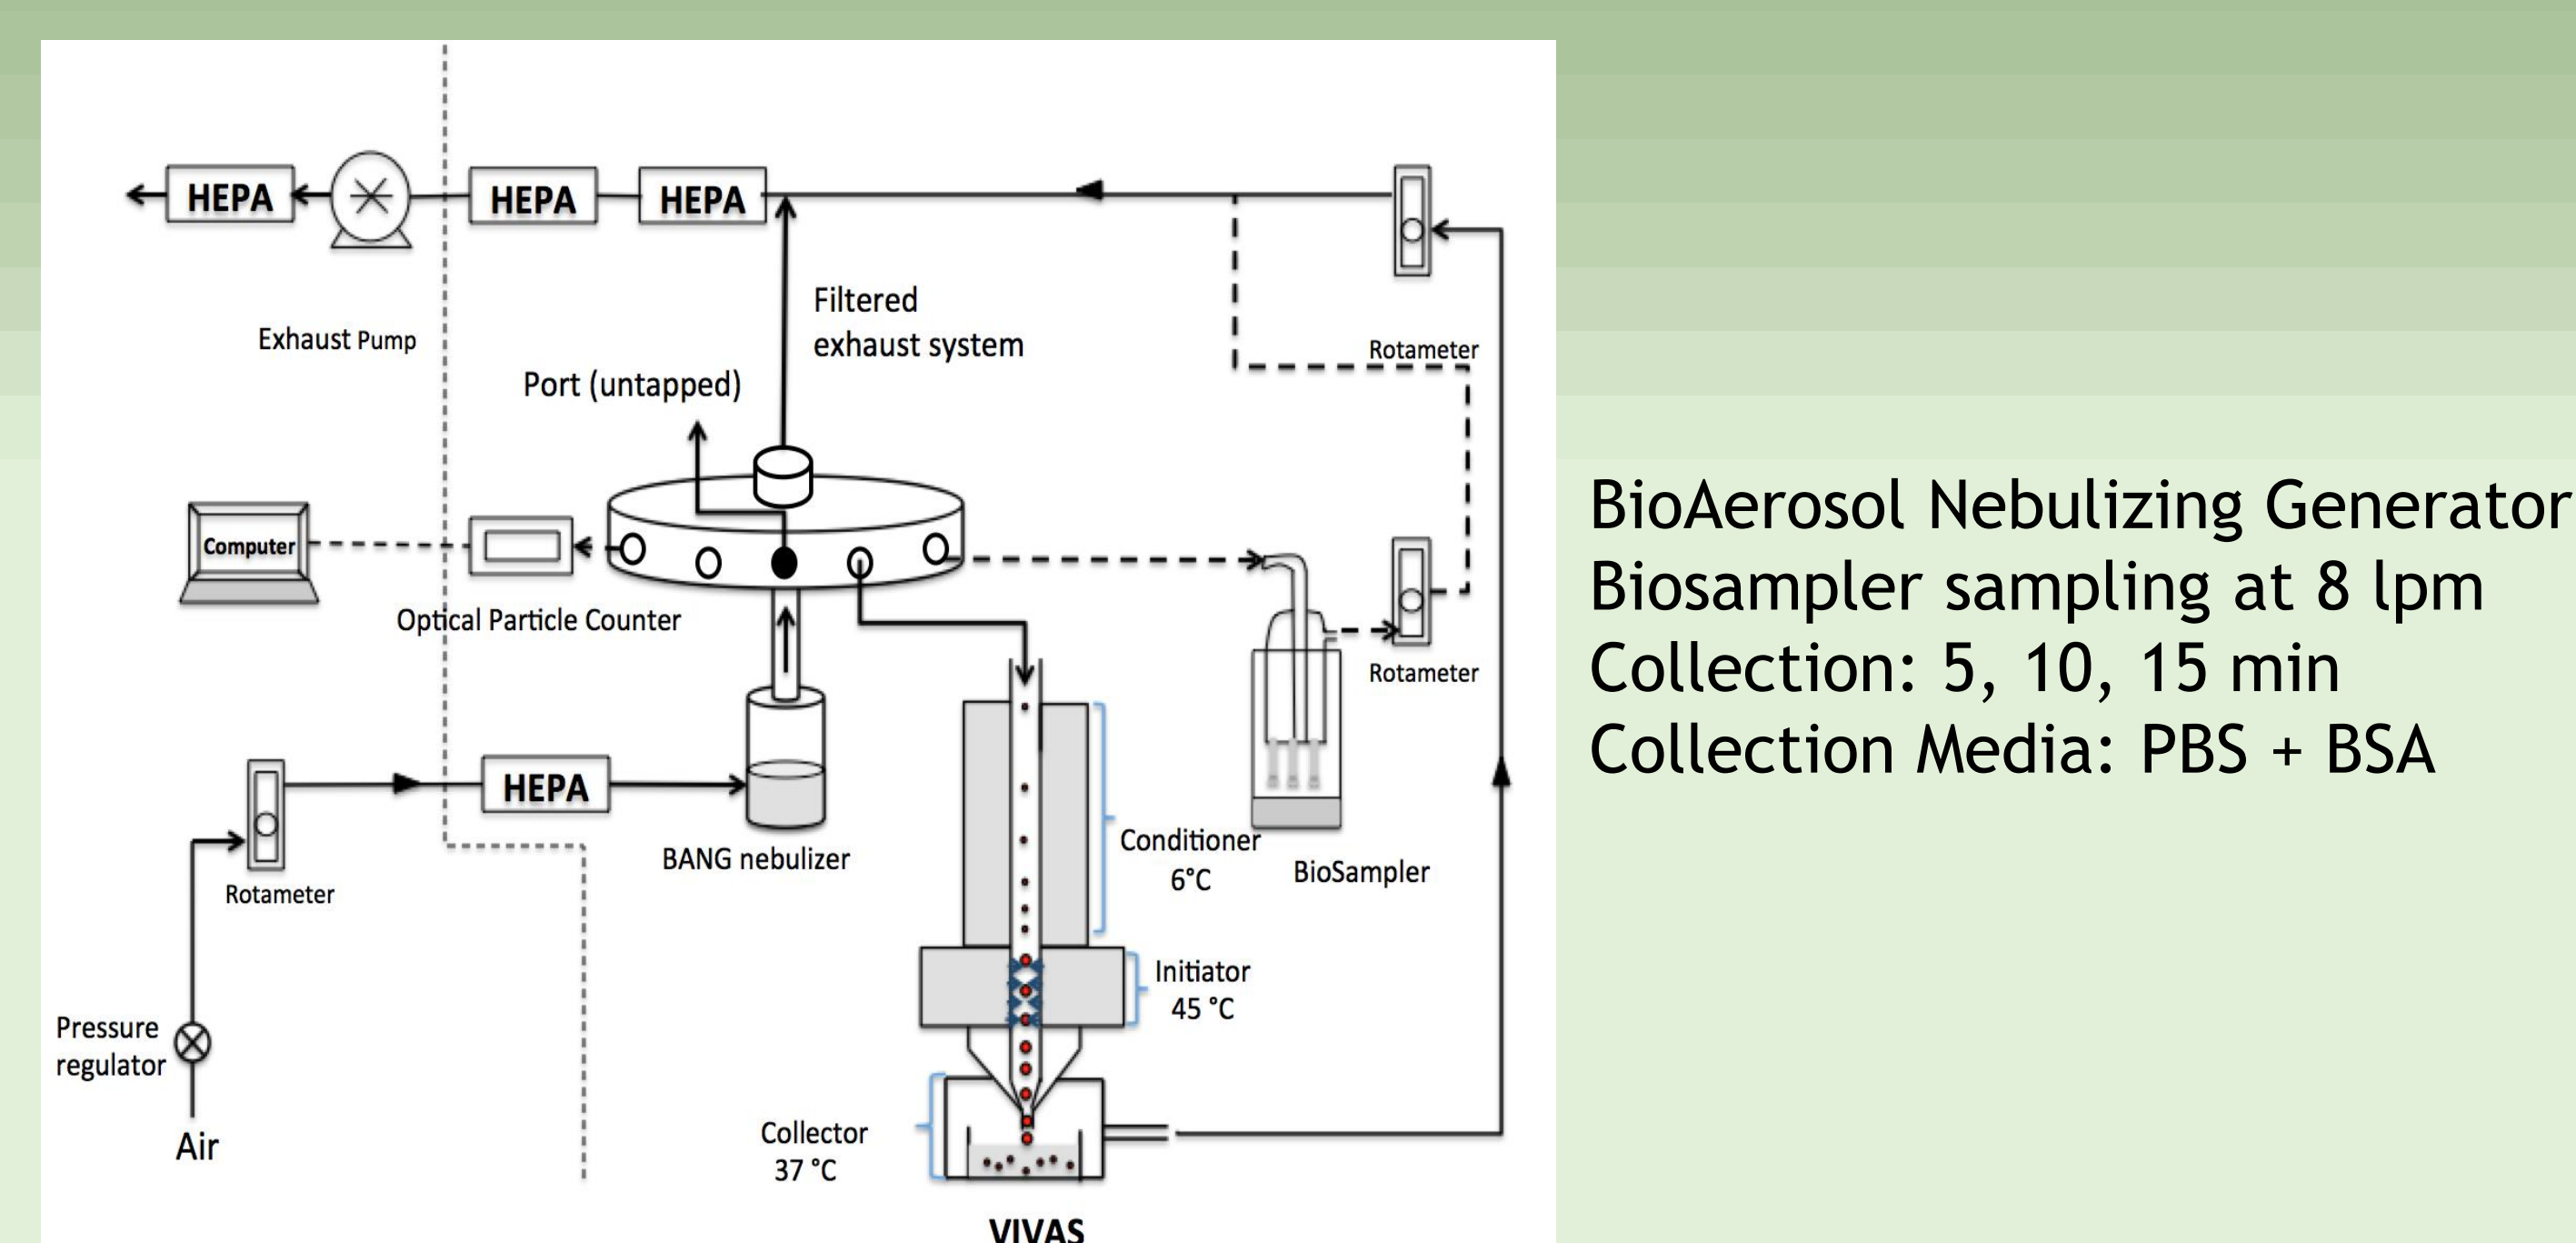 HEPA
HEPA
HEPA
Exhaust Pump
Filtered
exhaust system
Port (untapped)
Rotameter
Computer
Optical Particle Counter
Rotameter
HEPA
BANG nebulizer
Rotameter
Conditioner
6°C
BioSampler
Initiator
45 °C
Pressure
regulator
Air
Collector
37 °C
VIVAS
BioAerosol Nebulizing Generator
Biosampler sampling at 8 lpm
Collection: 5, 10, 15 min
Collection Media: PBS + BSA